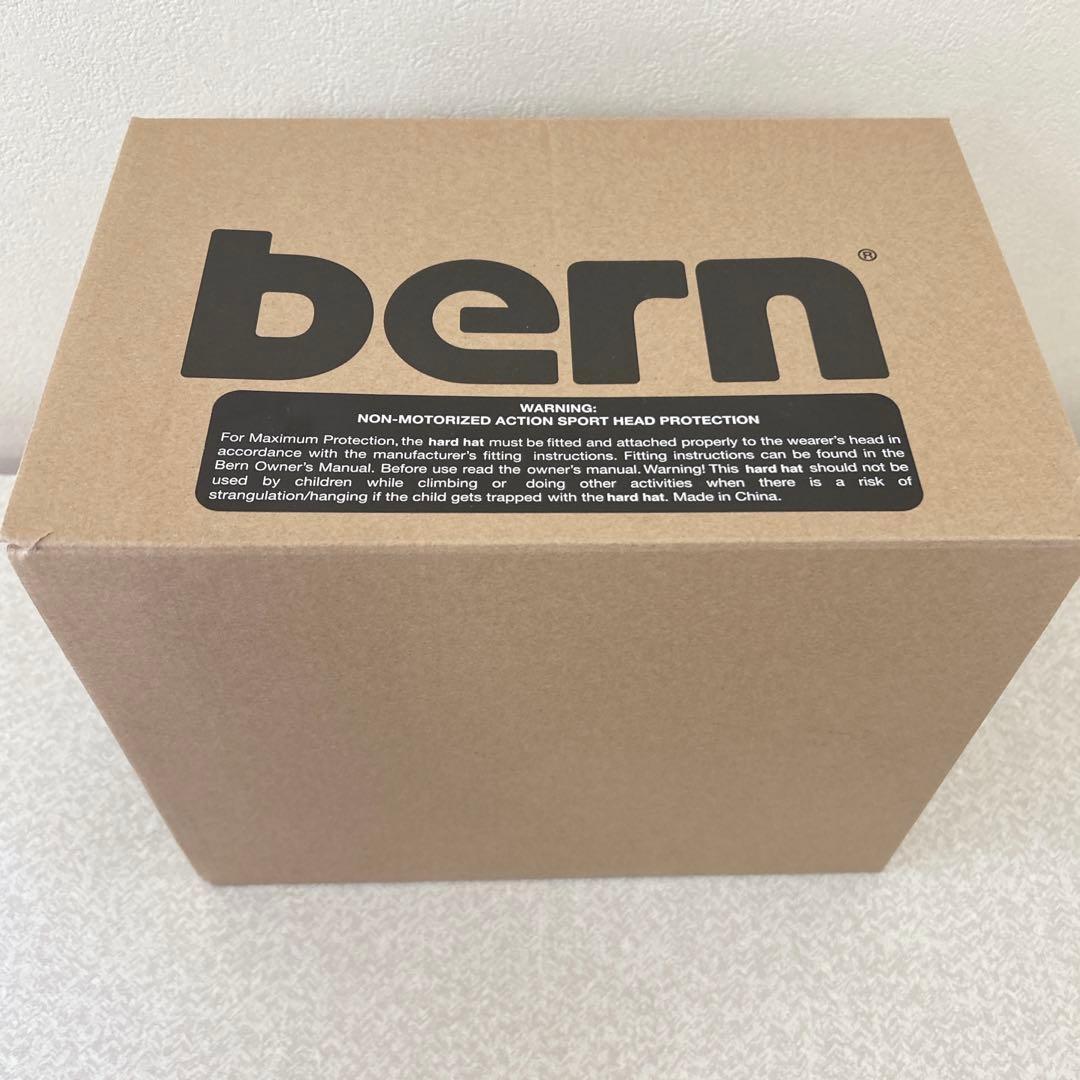 bern®
WARNING:
NON-MOTORIZED ACTION SPORT HEAD PROTECTION
For Maximum Protection, the hard hat must be fitted and attached properly to the wearer's head in
accordance with the manufacturer's fitting instructions. Fitting instructions can be found in the
Bern Owner's Manual. Before use read the owner's manual. Warning! This hard hat should not be
used by children while climbing or doing other activities when there is a risk of
strangulation/hanging if the child gets trapped with the hard hat. Made in China.